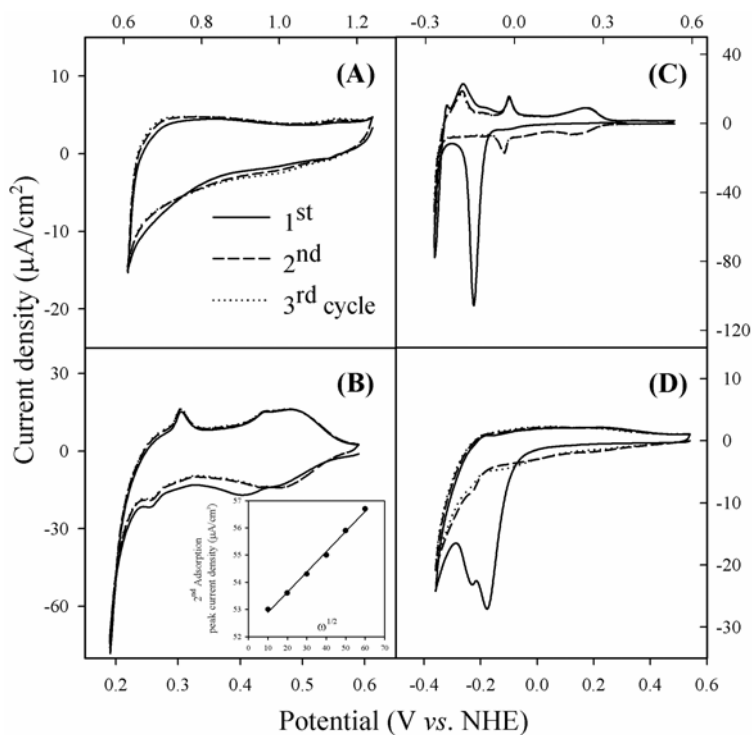 0.6 0.8 1.0 1.2
-0.3 0.0 0.3 0.6
10
0
-10
-20
(A)
1st
2nd
3rd cycle
(C)
0
-40
-80
-120
30
0
-30
-60
(B)
57
56
55
54
53
52
2nd Adsorption
peak current density (µA/cm²)
0 10 20 30 40 50 60 70
ω1/2
(D)
10
0
-10
-20
-30
0.2 0.3 0.4 0.5 0.6
-0.4 -0.2 0.0 0.2 0.4 0.6
Current density (µA/cm²)
Potential (V vs. NHE)